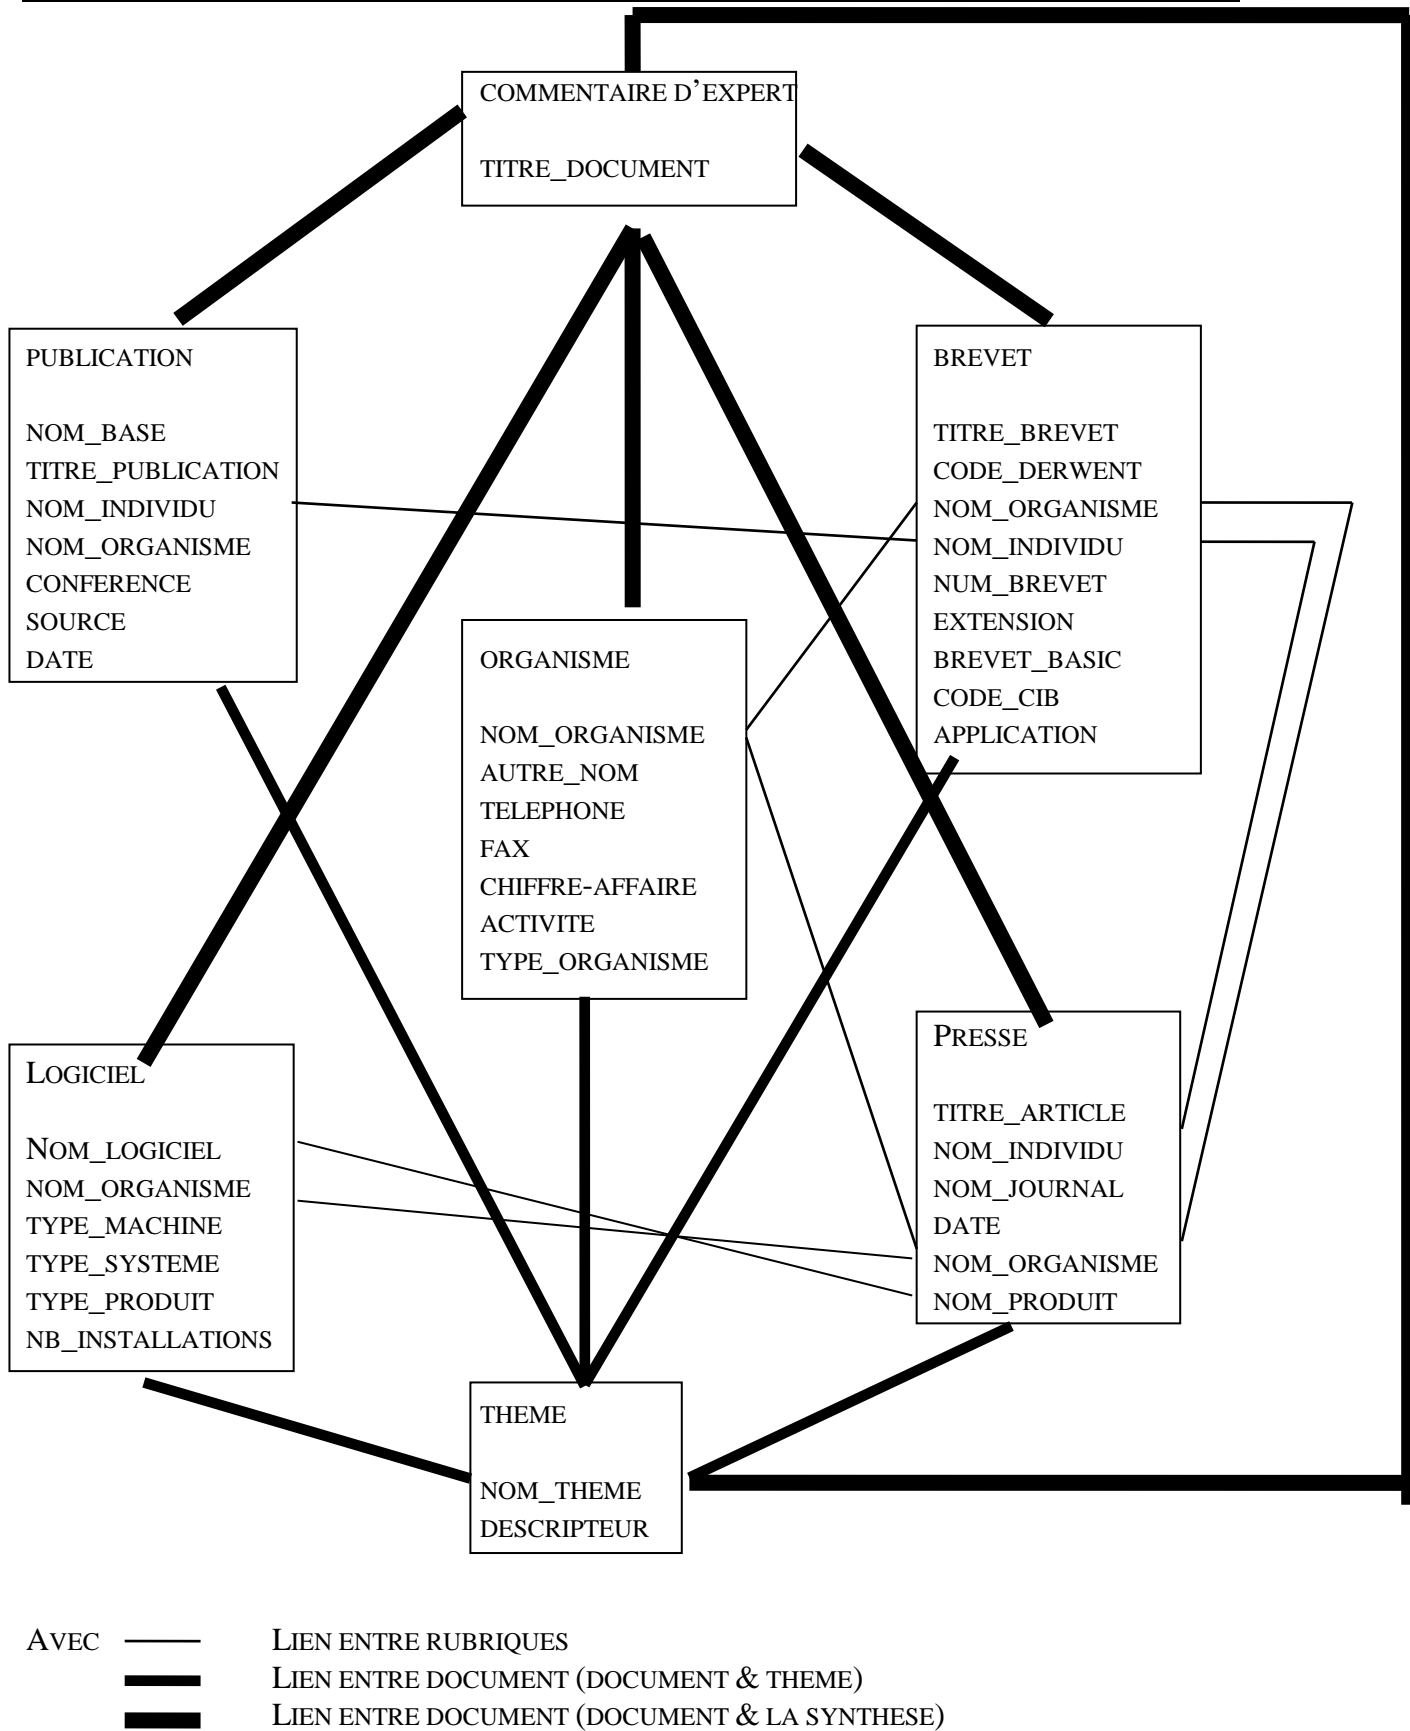 COMMENTAIRE D’EXPERT
TITRE_DOCUMENT
PUBLICATION
NOM_BASE
TITRE_PUBLICATION
NOM_INDIVIDU
NOM_ORGANISME
CONFERENCE
SOURCE
DATE
BREVET
TITRE_BREVET
CODE_DERWENT
NOM_ORGANISME
NOM_INDIVIDU
NUM_BREVET
EXTENSION
BREVET_BASIC
CODE_CIB
APPLICATION
ORGANISME
NOM_ORGANISME
AUTRE_NOM
TELEPHONE
FAX
CHIFFRE-AFFAIRE
ACTIVITE
TYPE_ORGANISME
LOGICIEL
NOM_LOGICIEL
NOM_ORGANISME
TYPE_MACHINE
TYPE_SYSTEME
TYPE_PRODUIT
NB_INSTALLATIONS
PRESSE
TITRE_ARTICLE
NOM_INDIVIDU
NOM_JOURNAL
DATE
NOM_ORGANISME
NOM_PRODUIT
THEME
NOM_THEME
DESCRIPTEUR
AVEC LIEN ENTRE RUBRIQUES
LIEN ENTRE DOCUMENT (DOCUMENT & THEME)
LIEN ENTRE DOCUMENT (DOCUMENT & LA SYNTHESE)